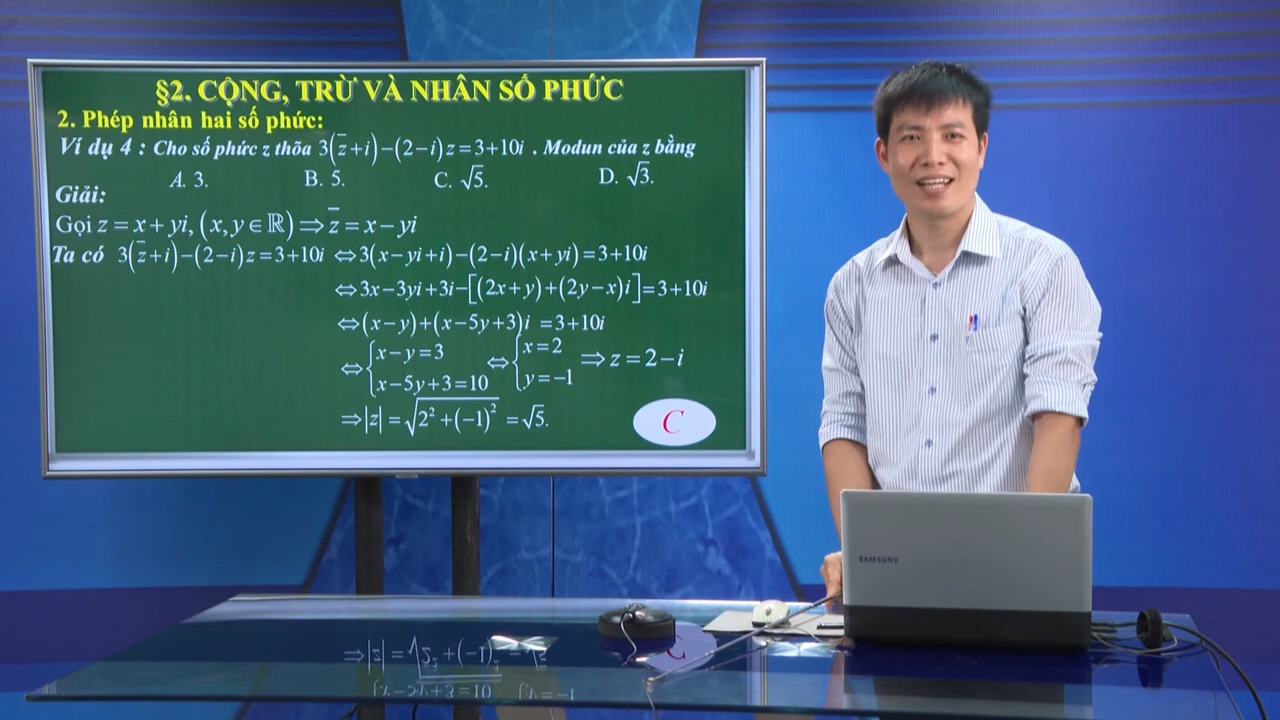 §2. CỘNG, TRỪ VÀ NHÂN SỐ PHỨC
2. Phép nhân hai số phức:
Ví dụ 4 : Cho số phức z thõa 3(z̅+i)−(2−i)z=3+10i . Modun của z bằng
A. 3. B. 5. C. √5. D. √3.
Giải:
Gọi z = x + yi, (x, y ∈ ℝ) ⇒ z̅ = x − yi
Ta có 3(z̅+i)−(2−i)z=3+10i ⇔3(x−yi+i)−(2−i)(x+yi)=3+10i
⇔3x−3yi+3i−[(2x+y)+(2y−x)i]=3+10i
⇔(x−y)+(x−5y+3)i =3+10i
⇔{x−y=3 x−5y+3=10 ⇔{x=2 y=−1 ⇒z=2−i
⇒|z|=√(2²+(−1)²) =√5.
C
SAMSUNG